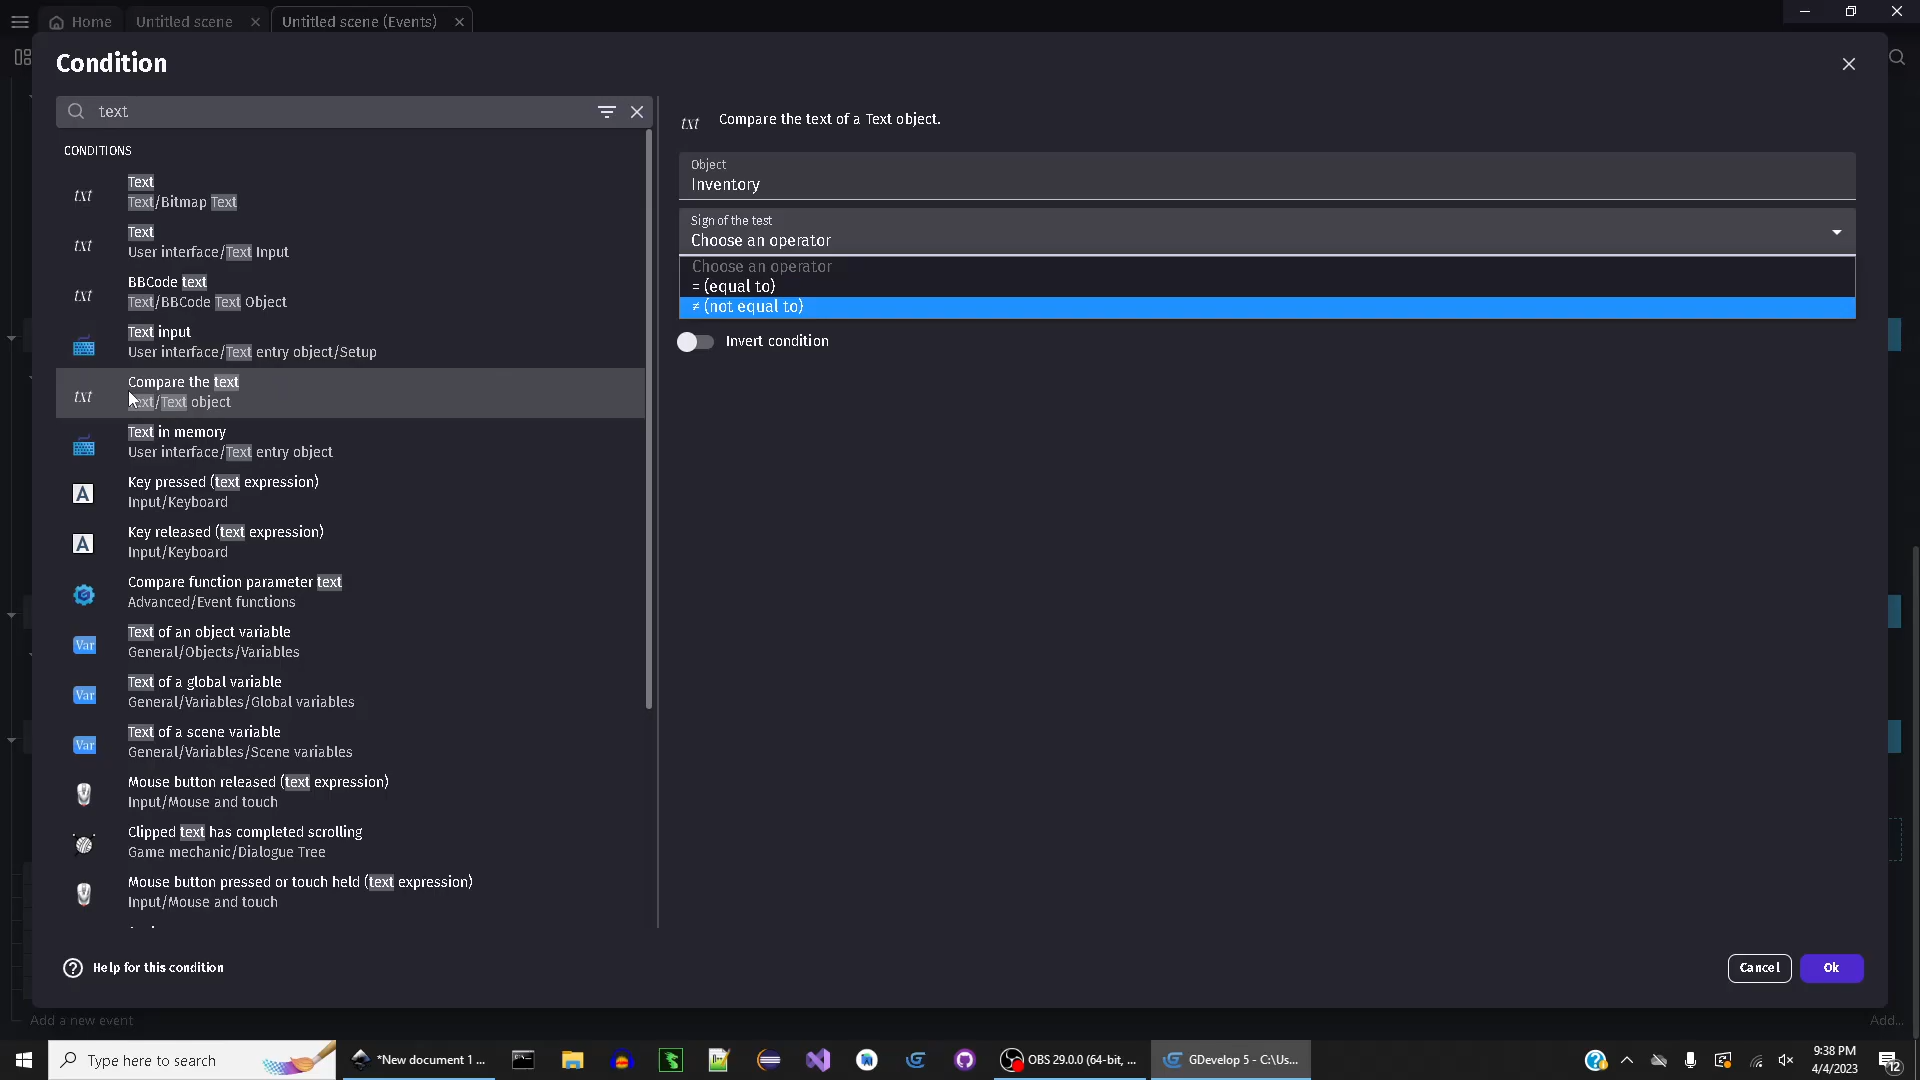 Home
Untitled scene
Untitled scene (Events)
Condition
text
CONDITIONS
Text
Text/Bitmap Text
Text
User interface/Text Input
BBCode text
Text/BBCode Text Object
Text input
User interface/Text entry object/Setup
Compare the text
Text/Text object
Text in memory
User interface/Text entry object
Key pressed (text expression)
Input/Keyboard
Key released (text expression)
Input/Keyboard
Compare function parameter text
Advanced/Event functions
Text of an object variable
General/Objects/Variables
Text of a global variable
General/Variables/Global variables
Text of a scene variable
General/Variables/Scene variables
Mouse button released (text expression)
Input/Mouse and touch
Clipped text has completed scrolling
Game mechanic/Dialogue Tree
Mouse button pressed or touch held (text expression)
Input/Mouse and touch
Help for this condition
txt Compare the text of a Text object.
Object
Inventory
Sign of the test
Choose an operator
Choose an operator
= (equal to)
≠ (not equal to)
Invert condition
Cancel
Ok
Add a new event
Add...
Type here to search
*New document 1 ...
OBS 29.0.0 (64-bit, ...
GDevelop 5 - C:\Us...
9:38 PM
4/4/2023
12